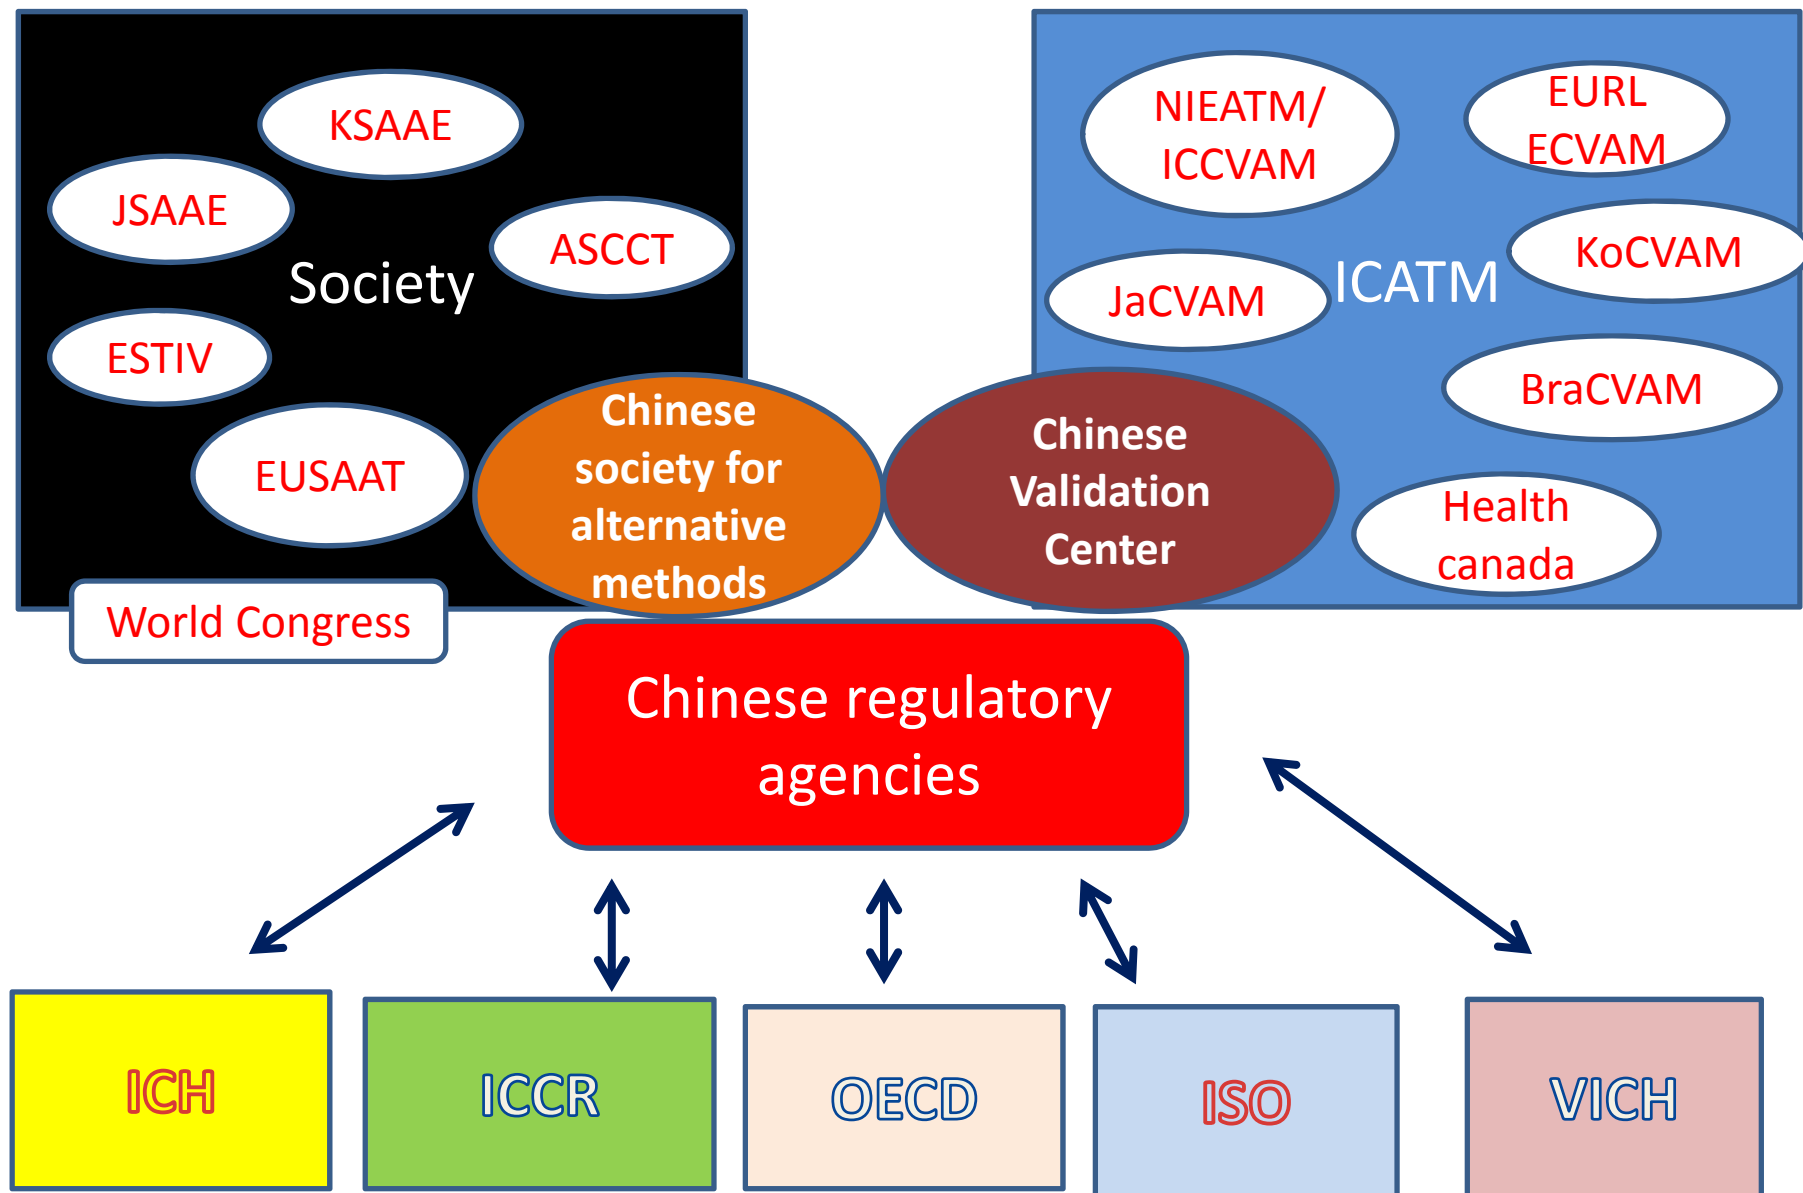 KSAAE
JSAAE
ASCCT
Society
ESTIV
EUSAAT
World Congress
NIEATM/
ICCVAM
EURL
ECVAM
KoCVAM
JaCVAM
ICATM
BraCVAM
Health
canada
Chinese
society for
alternative
methods
Chinese
Validation
Center
Chinese regulatory
agencies
ICH
ICCR
OECD
ISO
VICH